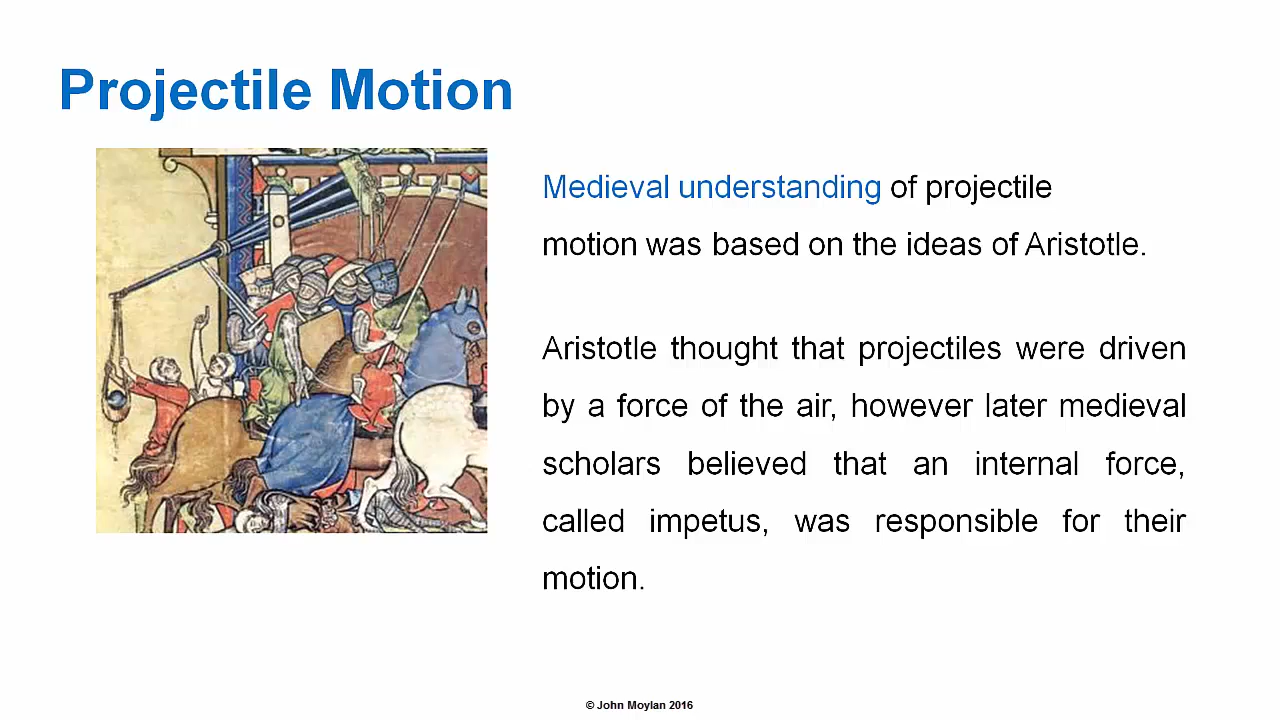 Projectile Motion
Medieval understanding of projectile
motion was based on the ideas of Aristotle.
Aristotle thought that projectiles were driven
by a force of the air, however later medieval
scholars believed that an internal force,
called impetus, was responsible for their
motion.
© John Moylan 2016